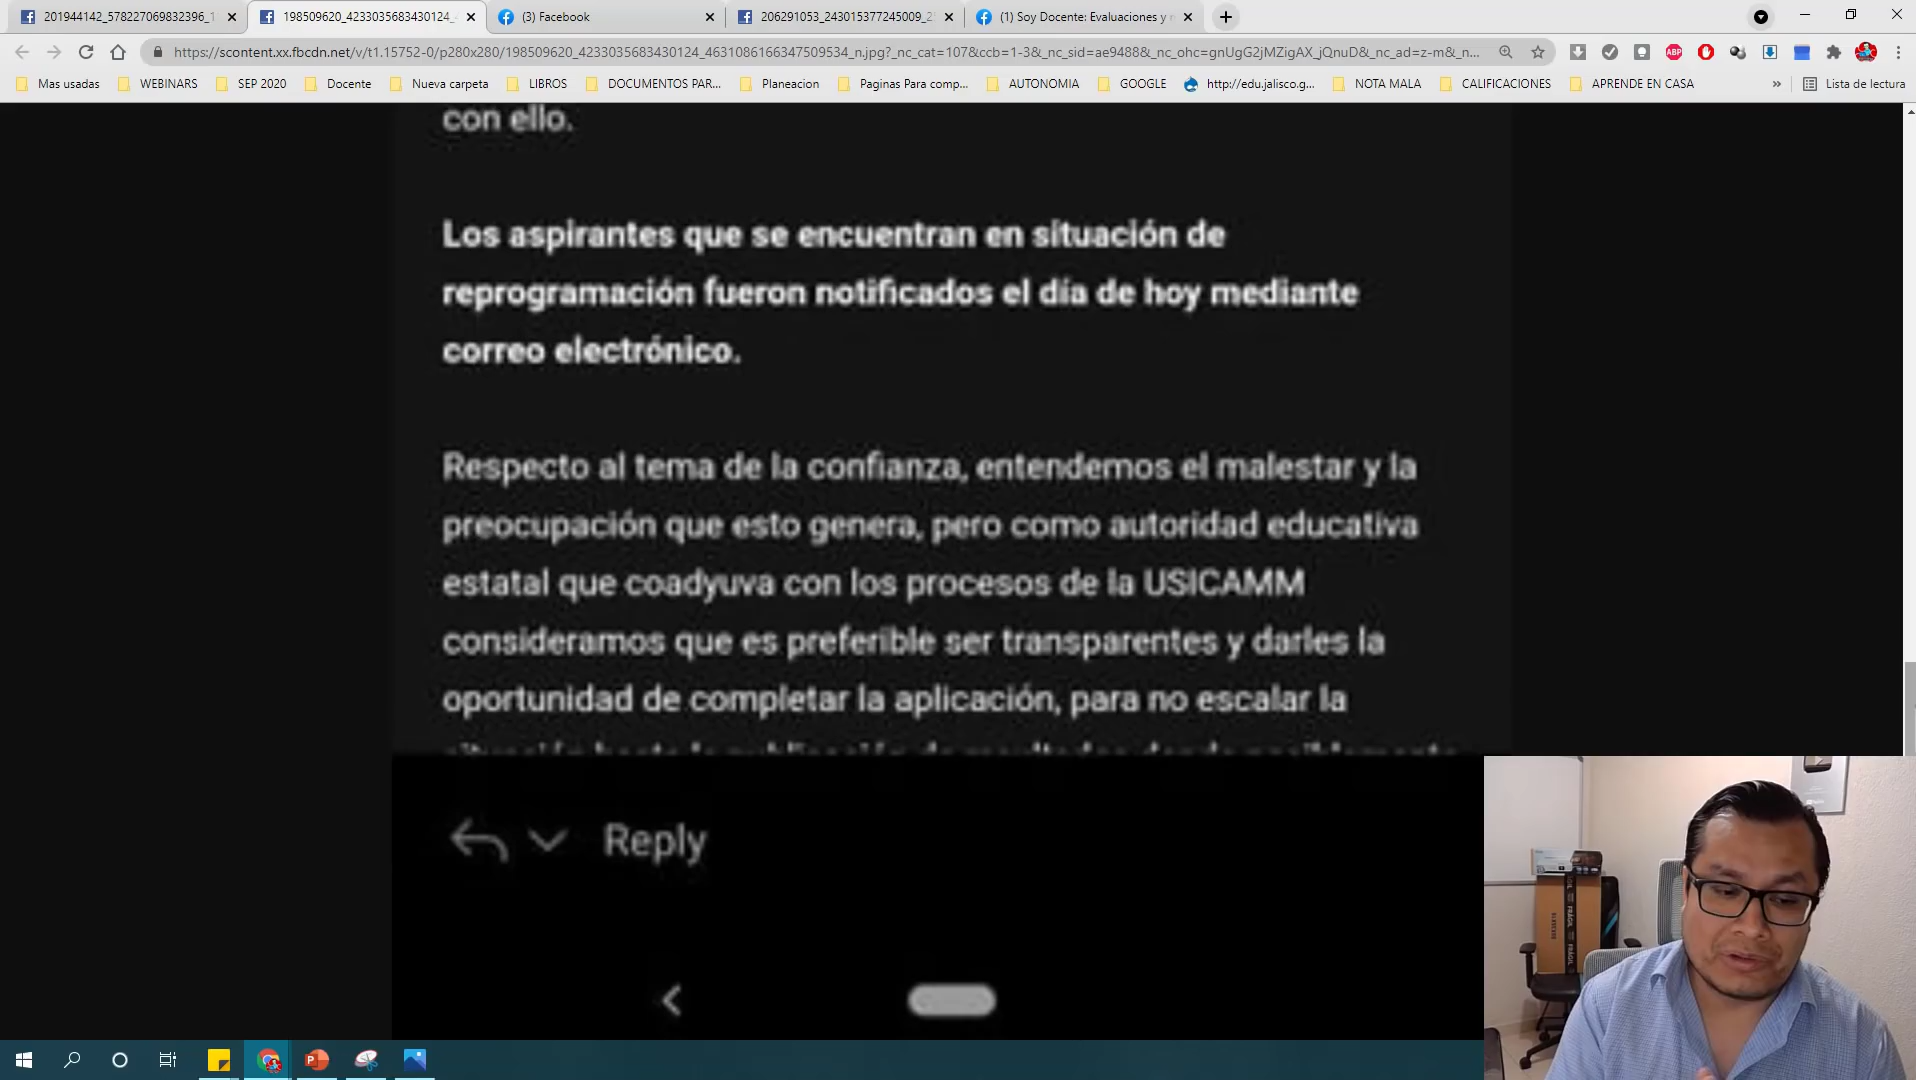 201944142_578227069832396_1
198509620_4233035683430124_
(3) Facebook
206291053_243015377245009_2
(1) Soy Docente: Evaluaciones y
https://scontent.xx.fbcdn.net/v/t1.15752-0/p280x280/198509620_4233035683430124_4631086166347509534_n.jpg?_nc_cat=107&ccb=1-3&_nc_sid=ae9488&_nc_ohc=gnUgG2jMZigAX_jQnuD&_nc_ad=z-m&_n...
ABP
Mas usadas
WEBINARS
SEP 2020
Docente
Nueva carpeta
LIBROS
DOCUMENTOS PAR...
Planeacion
Paginas Para comp...
AUTONOMIA
GOOGLE
http://edu.jalisco.g...
NOTA MALA
CALIFICACIONES
APRENDE EN CASA
»
Lista de lectura
con ello.
Los aspirantes que se encuentran en situación de
reprogramación fueron notificados el día de hoy mediante
correo electrónico.
Respecto al tema de la confianza, entendemos el malestar y la
preocupación que esto genera, pero como autoridad educativa
estatal que coadyuva con los procesos de la USICAMM
consideramos que es preferible ser transparentes y darles la
oportunidad de completar la aplicación, para no escalar la
Reply
FRÁGIL
FRÁGIL